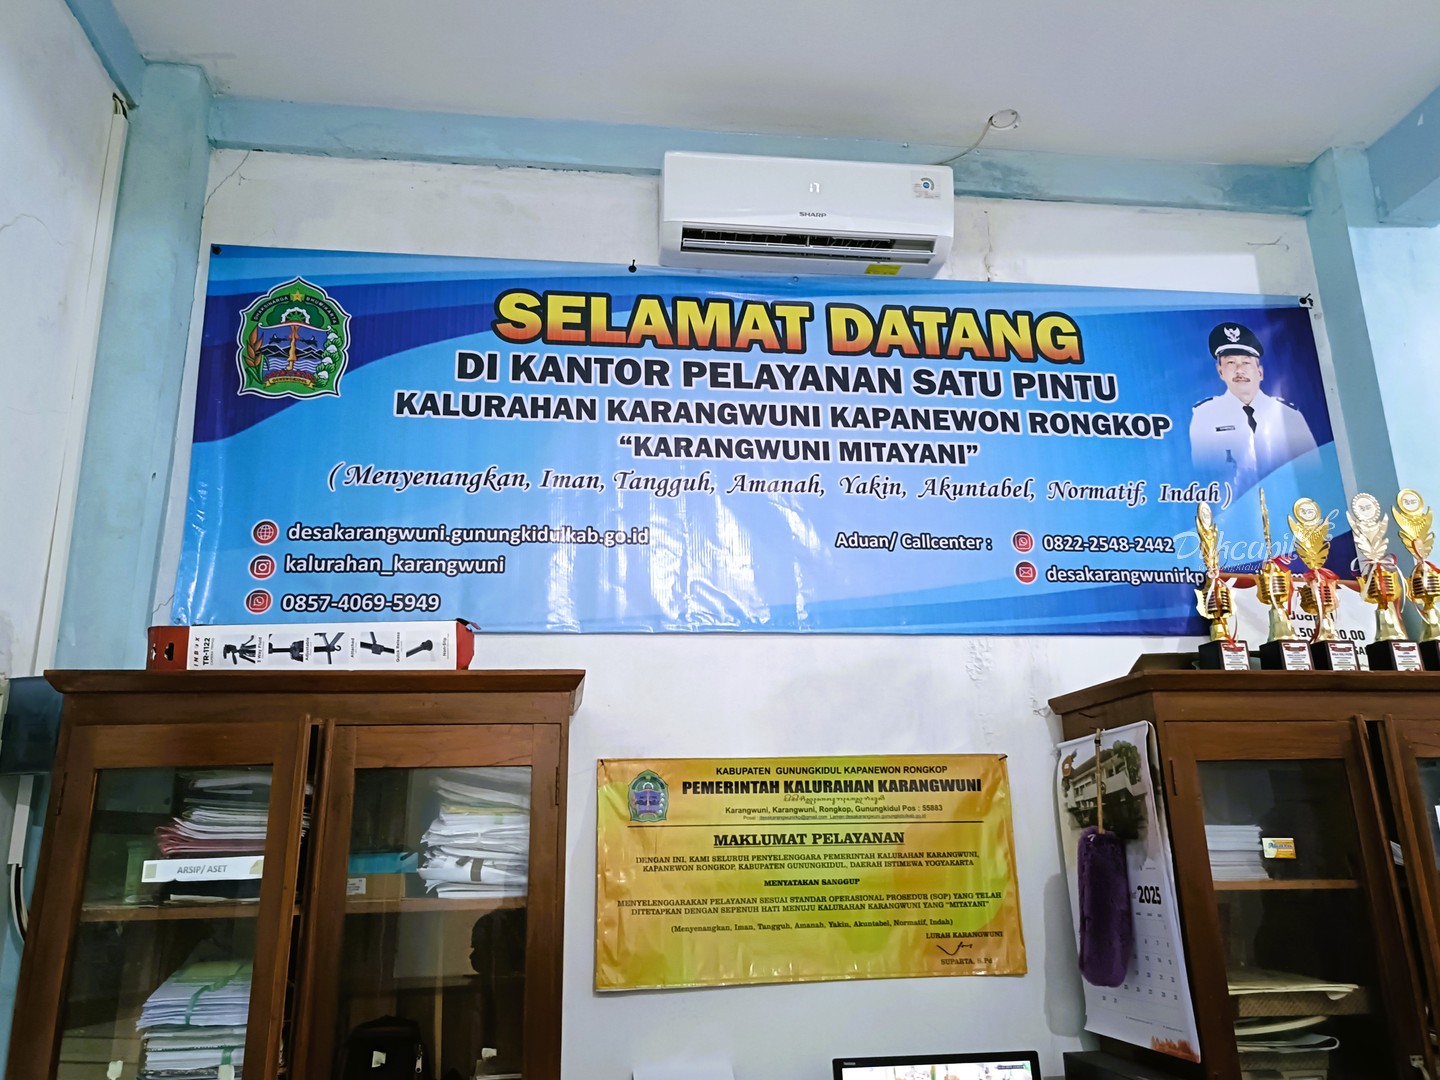 SHARP
SELAMAT DATANG
DI KANTOR PELAYANAN SATU PINTU
KALURAHAN KARANGWUNI KAPANEWON RONGKOP
“KARANGWUNI MITAYANI”
(Menyenangkan, Iman, Tangguh, Amanah, Yakin, Akuntabel, Normatif, Indah)
desakarangwuni.gunungkidulkab.go.id
kalurahan_karangwuni
0857-4069-5949
Aduan/ Callcenter :
0822-2548-2442
desakarangwunirkp
Dukcapil
gunungkidul
TR-1122
ARSIP/ ASET
KABUPATEN GUNUNGKIDUL KAPANEWON RONGKOP
PEMERINTAH KALURAHAN KARANGWUNI
Karangwuni, Karangwuni, Rongkop, Gunungkidul Pos : 55883
MAKLUMAT PELAYANAN
DENGAN INI, KAMI SELURUH PENYELENGGARA PEMERINTAH KALURAHAN KARANGWUNI,
KAPANEWON RONGKOP, KABUPATEN GUNUNGKIDUL, DAERAH ISTIMEWA YOGYAKARTA
MENYATAKAN SANGGUP
MENYELENGGARAKAN PELAYANAN SESUAI STANDAR OPERASIONAL PROSEDUR (SOP) YANG TELAH
DITETAPKAN DENGAN SEPENUH HATI MENUJU KALURAHAN KARANGWUNI YANG "MITAYANI"
(Menyenangkan, Iman, Tangguh, Amanah, Yakin, Akuntabel, Normatif, Indah)
LURAH KARANGWUNI
SUPARTA, S.Pd
2025